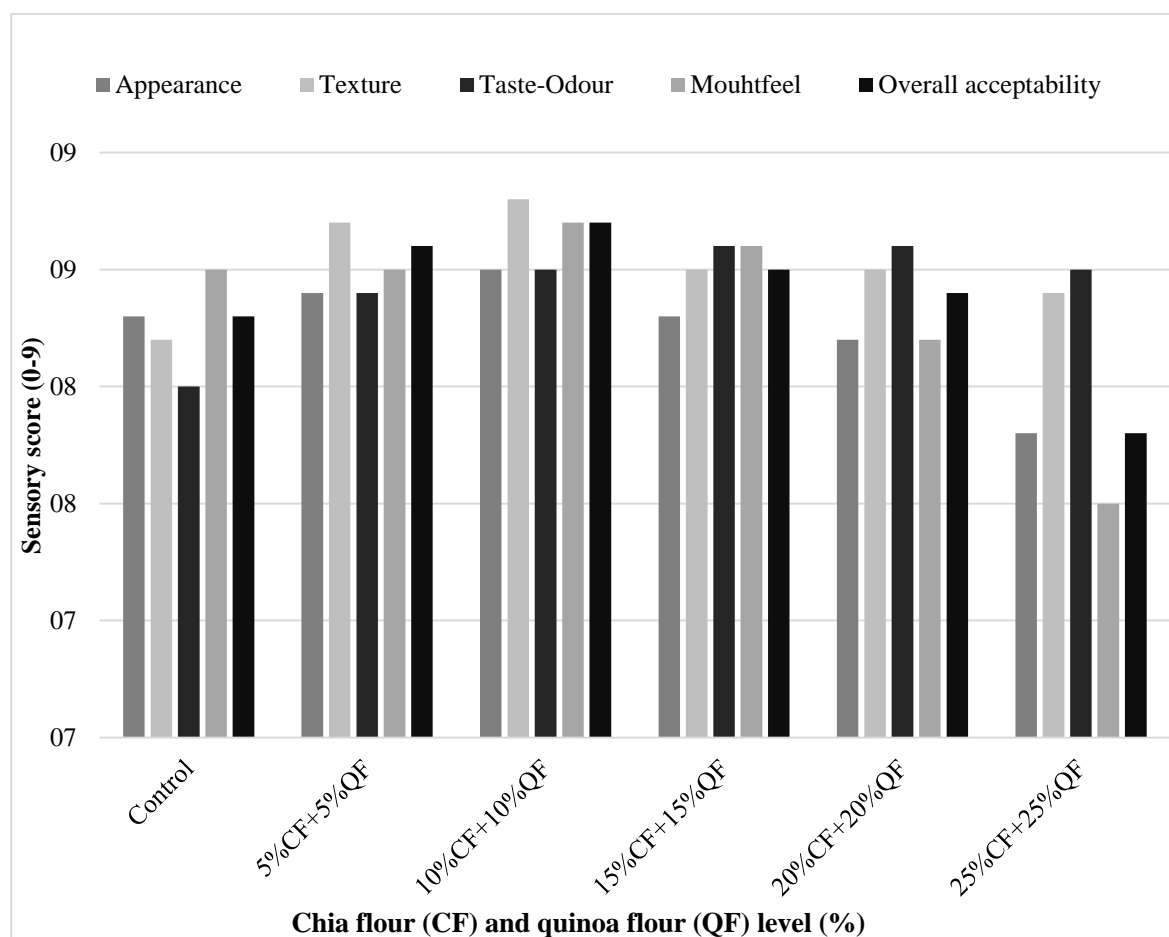 Appearance Texture Taste-Odour Mouhtfeel Overall acceptability
09
09
08
08
07
07
Sensory score (0-9)
Control
5%CF+5%QF
10%CF+10%QF
15%CF+15%QF
20%CF+20%QF
25%CF+25%QF
Chia flour (CF) and quinoa flour (QF) level (%)